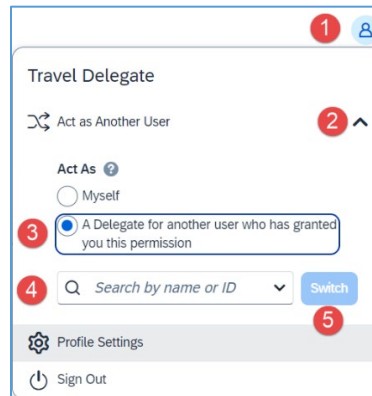 1
Travel Delegate
Act as Another User 2
Act As ?
Myself
3 A Delegate for another user who has granted
you this permission
4 Search by name or ID Switch
5
Profile Settings
Sign Out